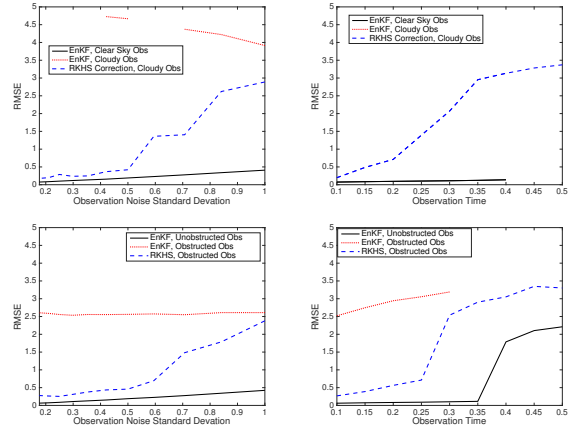 5
4.5
4
3.5
3
2.5
2
1.5
1
0.5
0
RMSE
EnKF, Clear Sky Obs
EnKF, Cloudy Obs
RKHS Correction, Cloudy Obs
0.2 0.3 0.4 0.5 0.6 0.7 0.8 0.9 1
Observation Noise Standard Devation
5
4.5
4
3.5
3
2.5
2
1.5
1
0.5
0
RMSE
EnKF, Clear Sky Obs
EnKF, Cloudy Obs
RKHS Correction, Cloudy Obs
0.1 0.15 0.2 0.25 0.3 0.35 0.4 0.45 0.5
Observation Time
5
4.5
4
3.5
3
2.5
2
1.5
1
0.5
0
RMSE
EnKF, Unobstructed Obs
EnKF, Obstructed Obs
RKHS, Obstructed Obs
0.2 0.3 0.4 0.5 0.6 0.7 0.8 0.9 1
Observation Noise Standard Devation
5
4.5
4
3.5
3
2.5
2
1.5
1
0.5
0
RMSE
EnKF, Unobstructed Obs
EnKF, Obstructed Obs
RKHS, Obstructed Obs
0.1 0.15 0.2 0.25 0.3 0.35 0.4 0.45 0.5
Observation Time